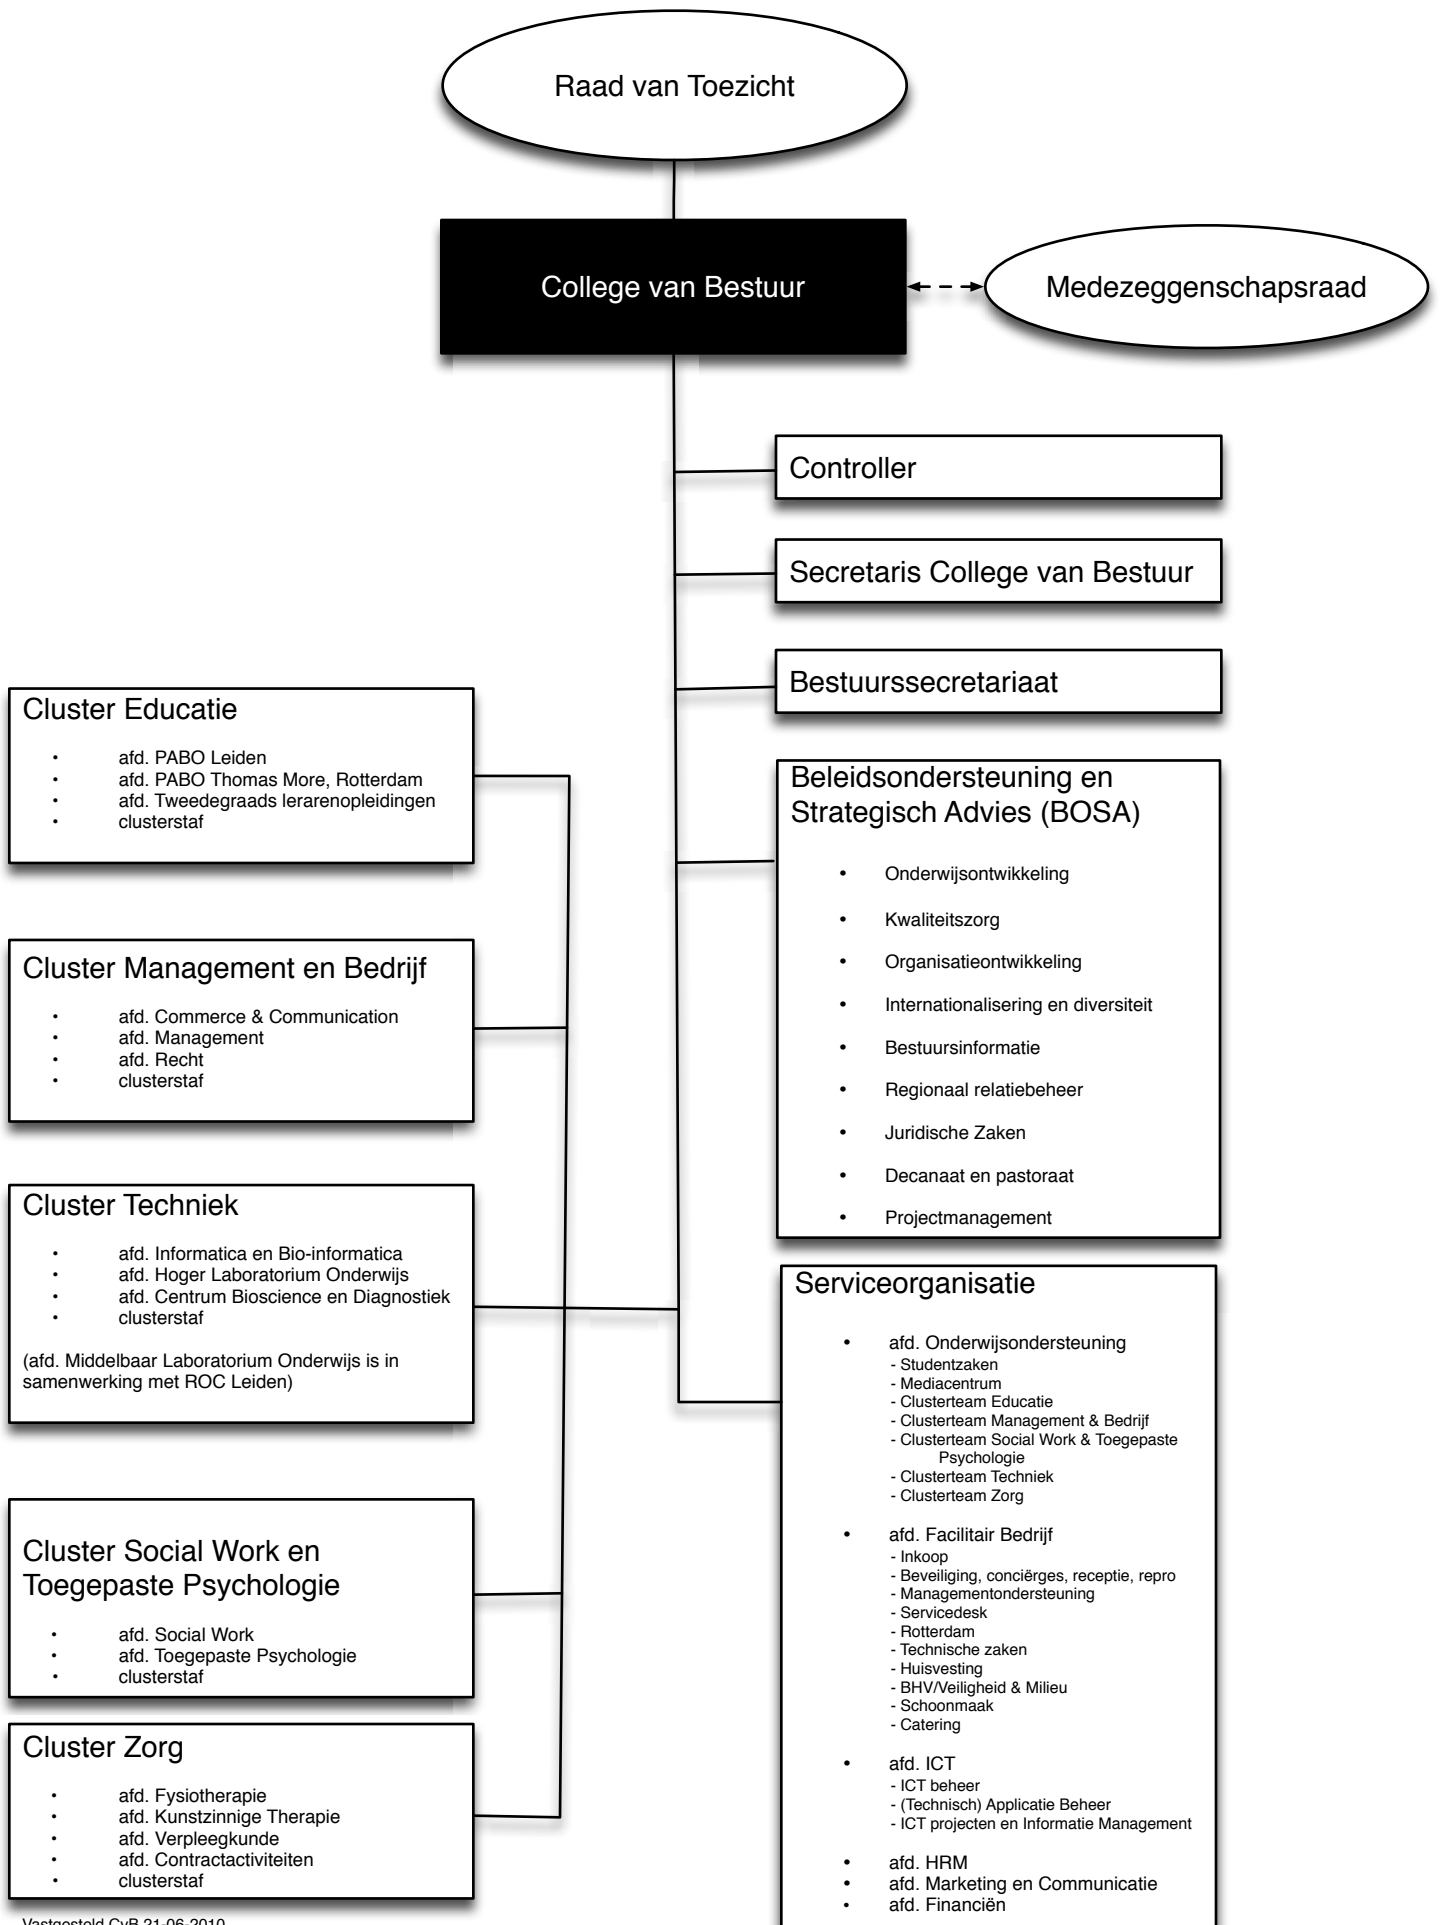 Raad van Toezicht
College van Bestuur
Medezeggenschapsraad
Controller
Secretaris College van Bestuur
Bestuurssecretariaat
Cluster Educatie
• afd. PABO Leiden
• afd. PABO Thomas More, Rotterdam
• afd. Tweedegraads lerarenopleidingen
• clusterstaf
Cluster Management en Bedrijf
• afd. Commerce & Communication
• afd. Management
• afd. Recht
• clusterstaf
Cluster Techniek
• afd. Informatica en Bio-informatica
• afd. Hoger Laboratorium Onderwijs
• afd. Centrum Bioscience en Diagnostiek
• clusterstaf
(afd. Middelbaar Laboratorium Onderwijs is in
samenwerking met ROC Leiden)
Cluster Social Work en
Toegepaste Psychologie
• afd. Social Work
• afd. Toegepaste Psychologie
• clusterstaf
Cluster Zorg
• afd. Fysiotherapie
• afd. Kunstzinnige Therapie
• afd. Verpleegkunde
• afd. Contractactiviteiten
• clusterstaf
Vastgesteld CvB 21-06-2010
Beleidsondersteuning en
Strategisch Advies (BOSA)
• Onderwijsontwikkeling
• Kwaliteitszorg
• Organisatieontwikkeling
• Internationalisering en diversiteit
• Bestuursinformatie
• Regionaal relatiebeheer
• Juridische Zaken
• Decanaat en pastoraat
• Projectmanagement
Serviceorganisatie
• afd. Onderwijsondersteuning
- Studentzaken
- Mediacentrum
- Clusterteam Educatie
- Clusterteam Management & Bedrijf
- Clusterteam Social Work & Toegepaste
Psychologie
- Clusterteam Techniek
- Clusterteam Zorg
• afd. Facilitair Bedrijf
- Inkoop
- Beveiliging, conciërges, receptie, repro
- Managementondersteuning
- Servicedesk
- Rotterdam
- Technische zaken
- Huisvesting
- BHV/Veiligheid & Milieu
- Schoonmaak
- Catering
• afd. ICT
- ICT beheer
- (Technisch) Applicatie Beheer
- ICT projecten en Informatie Management
• afd. HRM
• afd. Marketing en Communicatie
• afd. Financiën